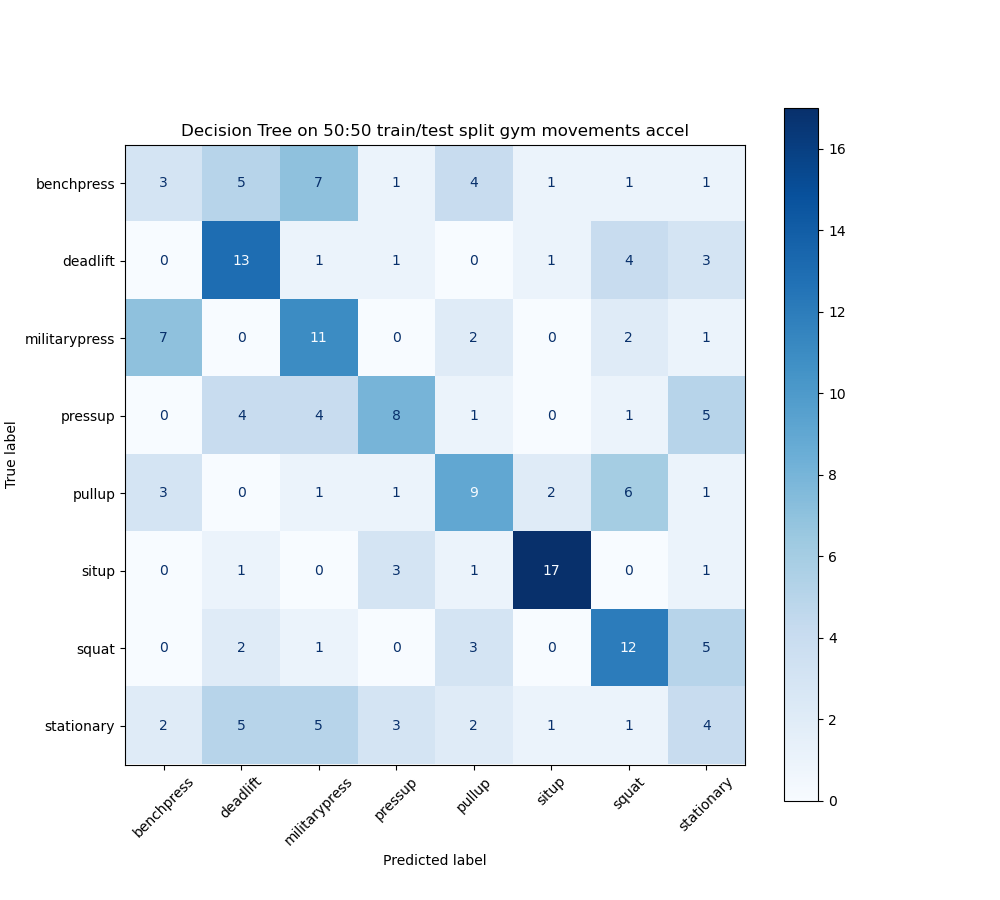 Decision Tree on 50:50 train/test split gym movements accel
benchpress 3 5 7 1 4 1 1 1
deadlift 0 13 1 1 0 1 4 3
militarypress 7 0 11 0 2 0 2 1
pressup 0 4 4 8 1 0 1 5
pullup 3 0 1 1 9 2 6 1
situp 0 1 0 3 1 17 0 1
squat 0 2 1 0 3 0 12 5
stationary 2 5 5 3 2 1 1 4
True label
benchpress deadlift militarypress pressup pullup situp squat stationary
Predicted label
16
14
12
10
8
6
4
2
0